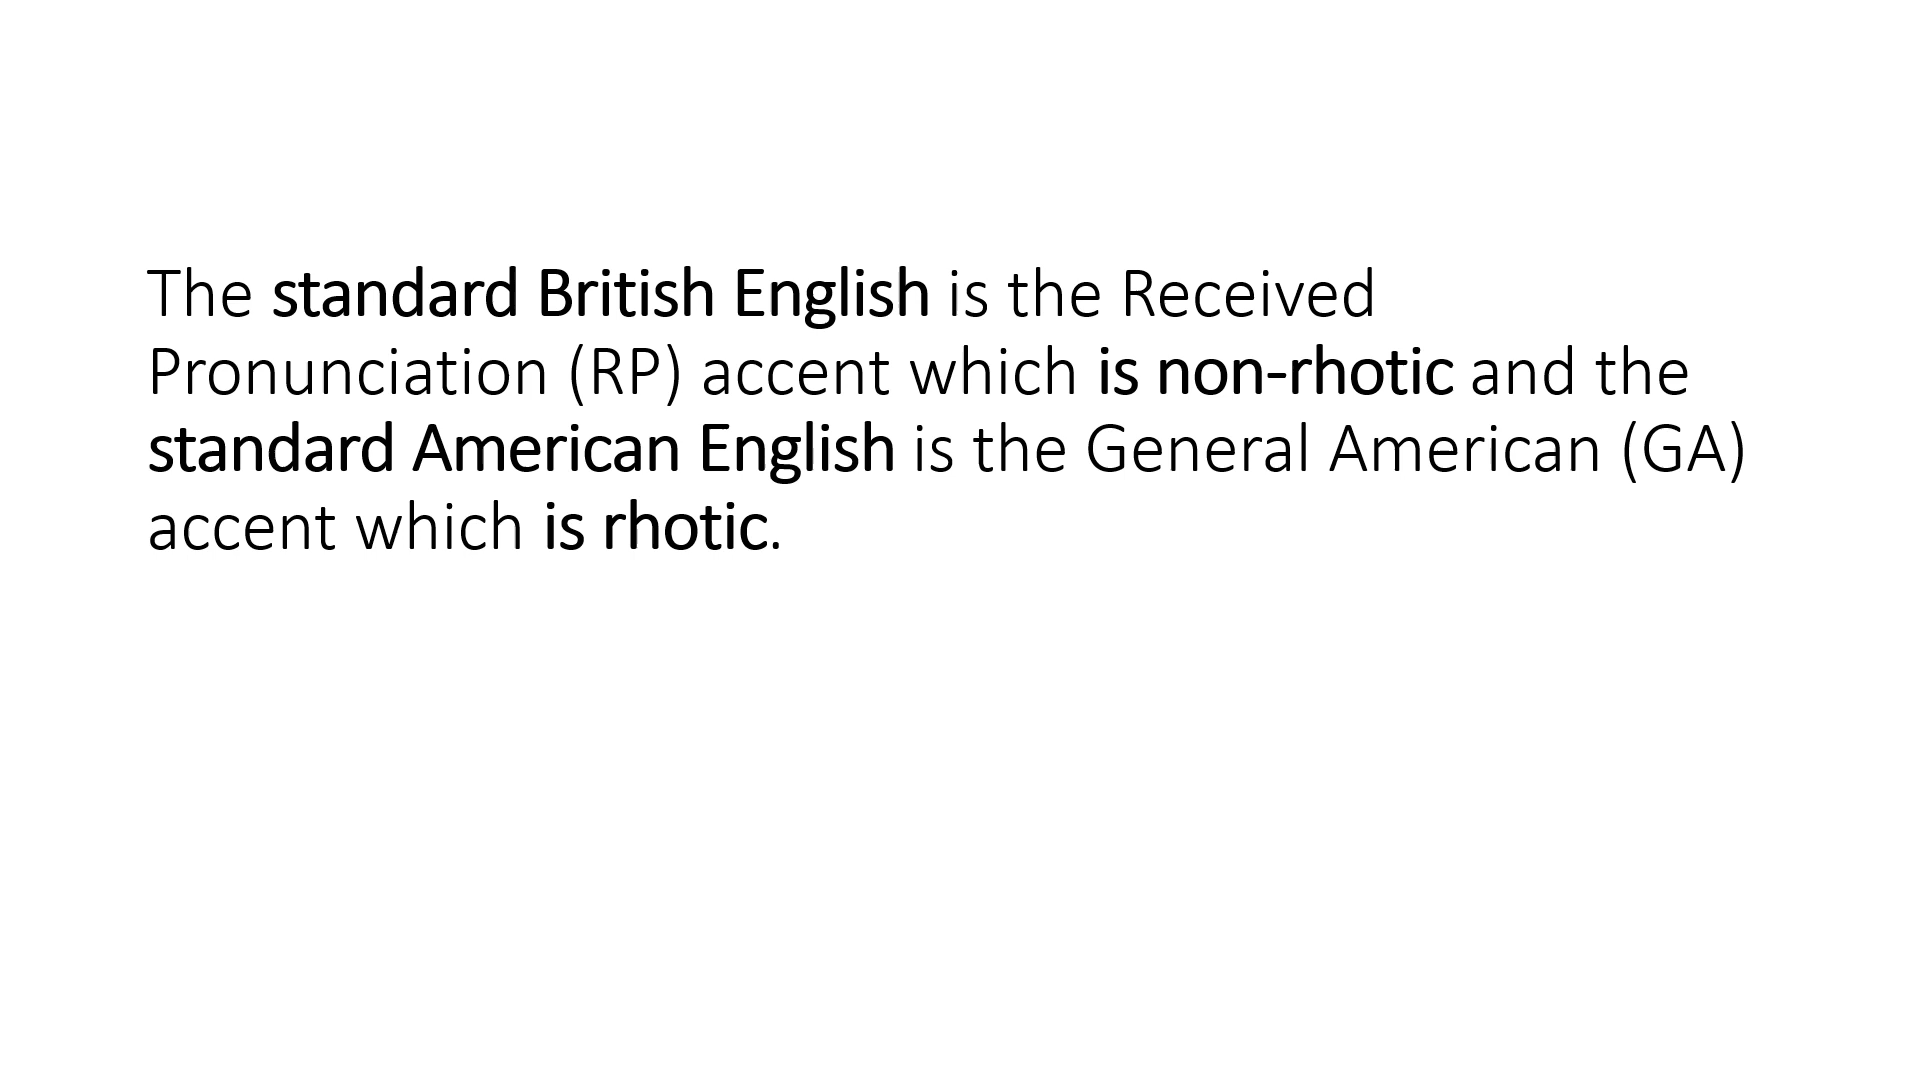 The standard British English is the Received
Pronunciation (RP) accent which is non-rhotic and the
standard American English is the General American (GA)
accent which is rhotic.